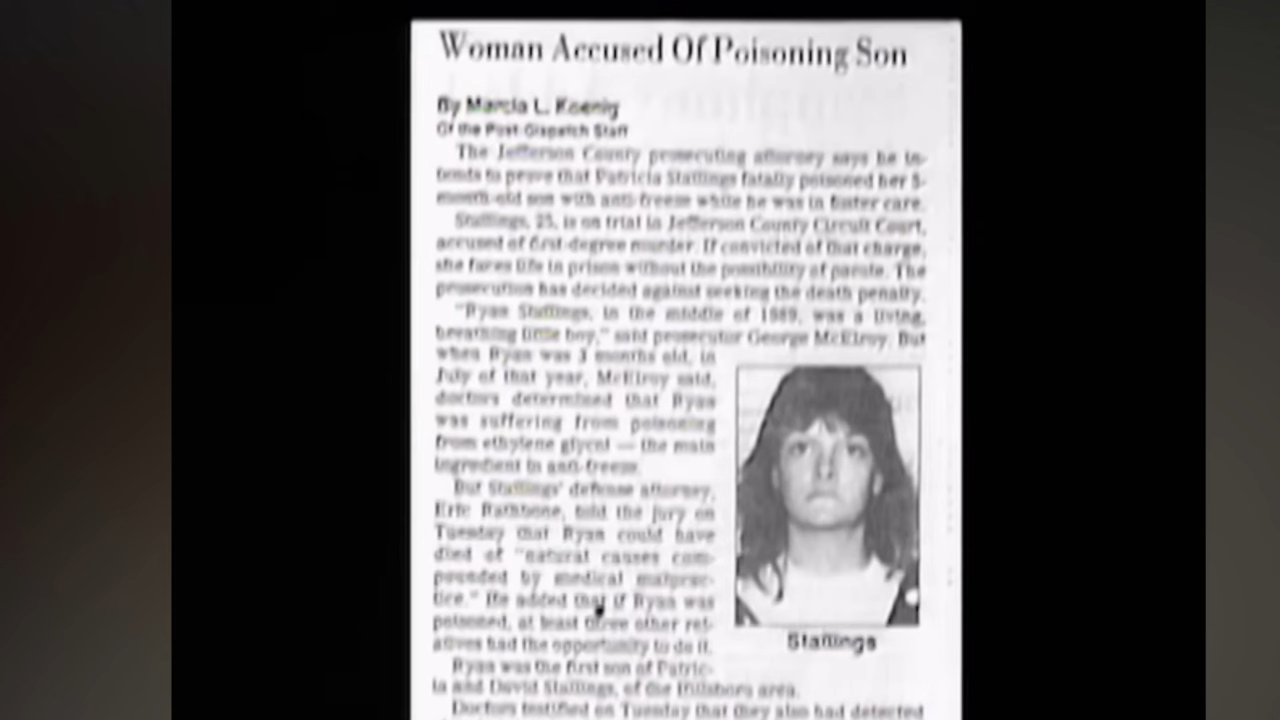 Woman Accused Of Poisoning Son
By Marcia L. Koenig
Of the Post-Dispatch Staff
The Jefferson County prosecuting attorney says he in-
tends to prove that Patricia Stallings fatally poisoned her 5-
month-old son with anti-freeze while he was in foster care.
Stallings, 25, is on trial in Jefferson County Circuit Court,
accused of first-degree murder. If convicted of that charge,
she faces life in prison without the possibility of parole. The
prosecution has decided against seeking the death penalty.
"Ryan Stallings, in the middle of 1989, was a living,
breathing little boy," said prosecutor George McElroy. But
when Ryan was 3 months old, in
July of that year, McElroy said,
doctors determined that Ryan
was suffering from poisoning
from ethylene glycol — the main
ingredient in anti-freeze.
But Stallings' defense attorney,
Eric Rathbone, told the jury on
Tuesday that Ryan could have
died of "natural causes com-
pounded by medical malprac-
tice." He added that if Ryan was
poisoned, at least three other rel-
atives had the opportunity to do it.
Ryan was the first son of Patric-
ia and David Stallings, of the Hillsboro area.
Doctors testified on Tuesday that they also had detected
Stallings